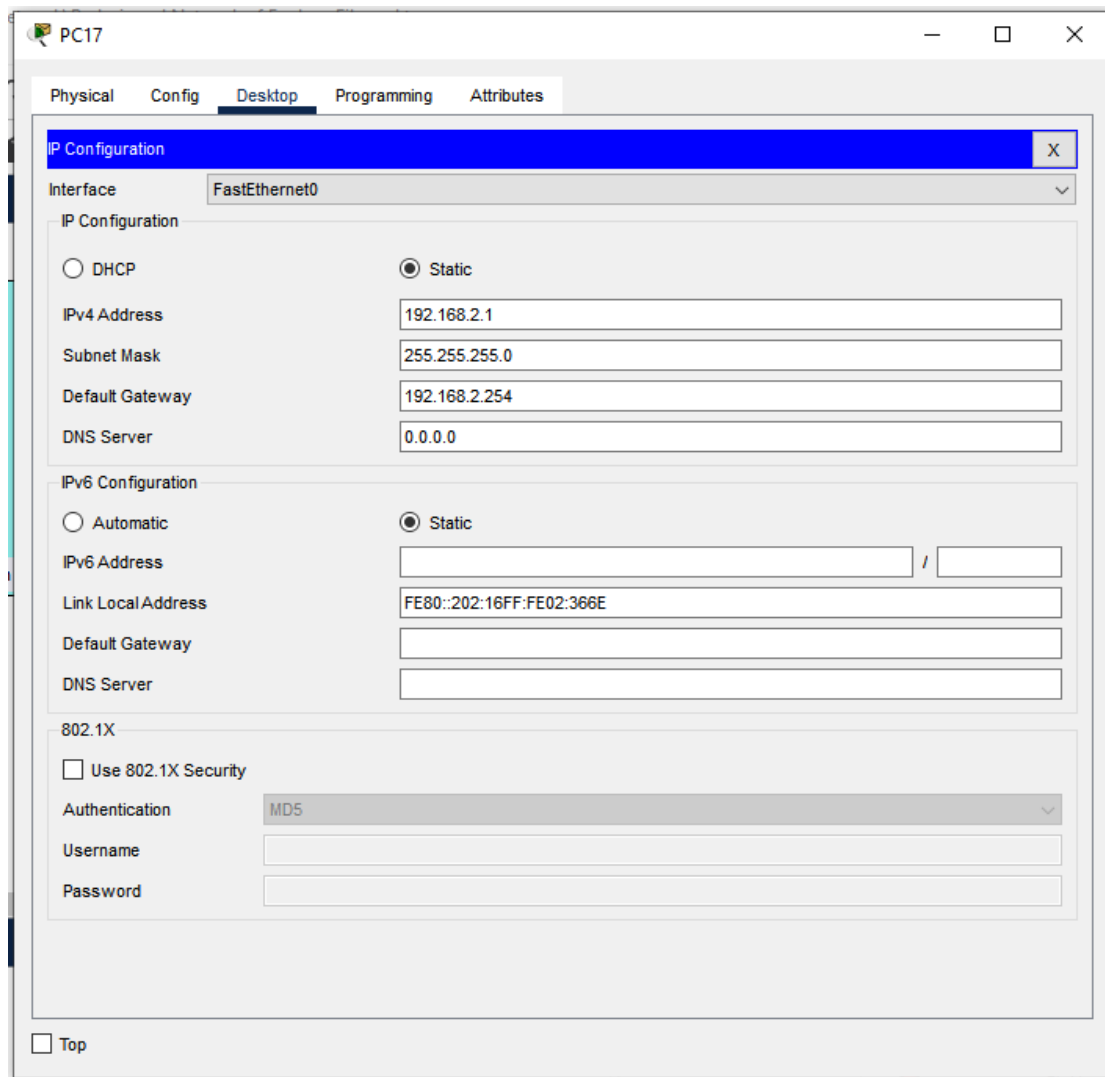 PC17
Physical Config Desktop Programming Attributes
IP Configuration X
Interface FastEthernet0
IP Configuration
DHCP Static
IPv4 Address 192.168.2.1
Subnet Mask 255.255.255.0
Default Gateway 192.168.2.254
DNS Server 0.0.0.0
IPv6 Configuration
Automatic Static
IPv6 Address /
Link Local Address FE80::202:16FF:FE02:366E
Default Gateway
DNS Server
802.1X
Use 802.1X Security
Authentication MD5
Username
Password
Top